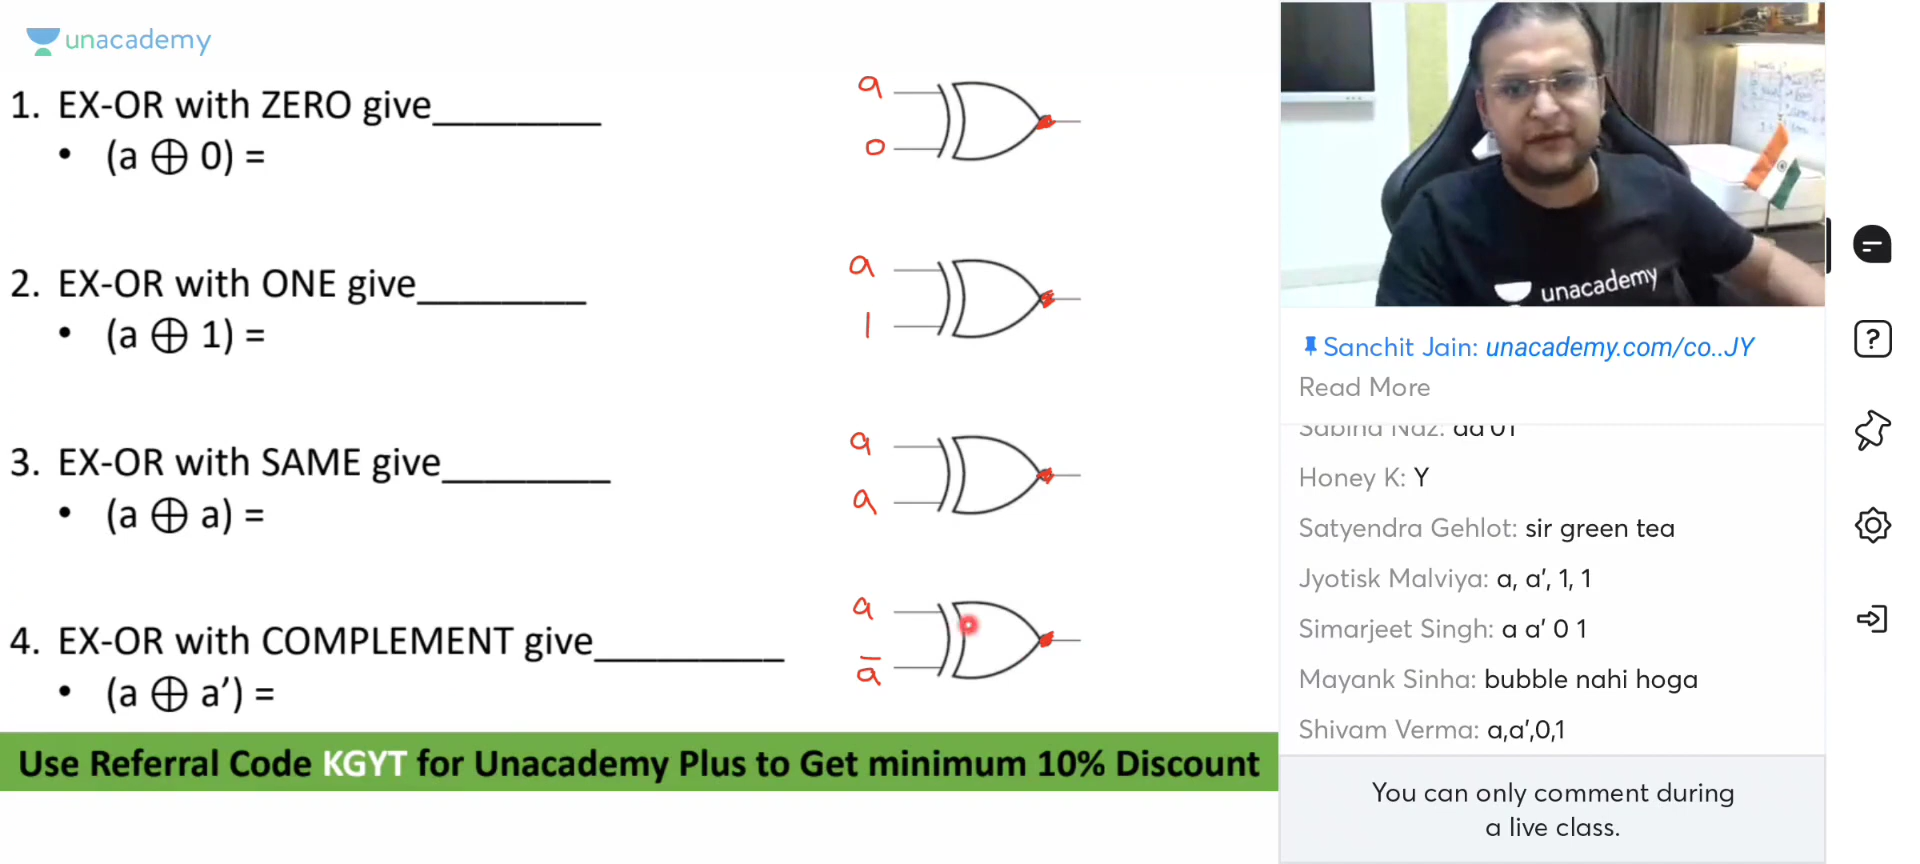 unacademy
1. EX-OR with ZERO give________
• (a ⊕ 0) =
a
0
2. EX-OR with ONE give________
• (a ⊕ 1) =
a
1
3. EX-OR with SAME give________
• (a ⊕ a) =
a
a
4. EX-OR with COMPLEMENT give_________
• (a ⊕ a′) =
a
a̅
Use Referral Code KGYT for Unacademy Plus to Get minimum 10% Discount
unacademy
Sanchit Jain: unacademy.com/co..JY
Read More
Honey K: Y
Satyendra Gehlot: sir green tea
Jyotisk Malviya: a, a', 1, 1
Simarjeet Singh: a a' 0 1
Mayank Sinha: bubble nahi hoga
Shivam Verma: a,a',0,1
You can only comment during
a live class.
?